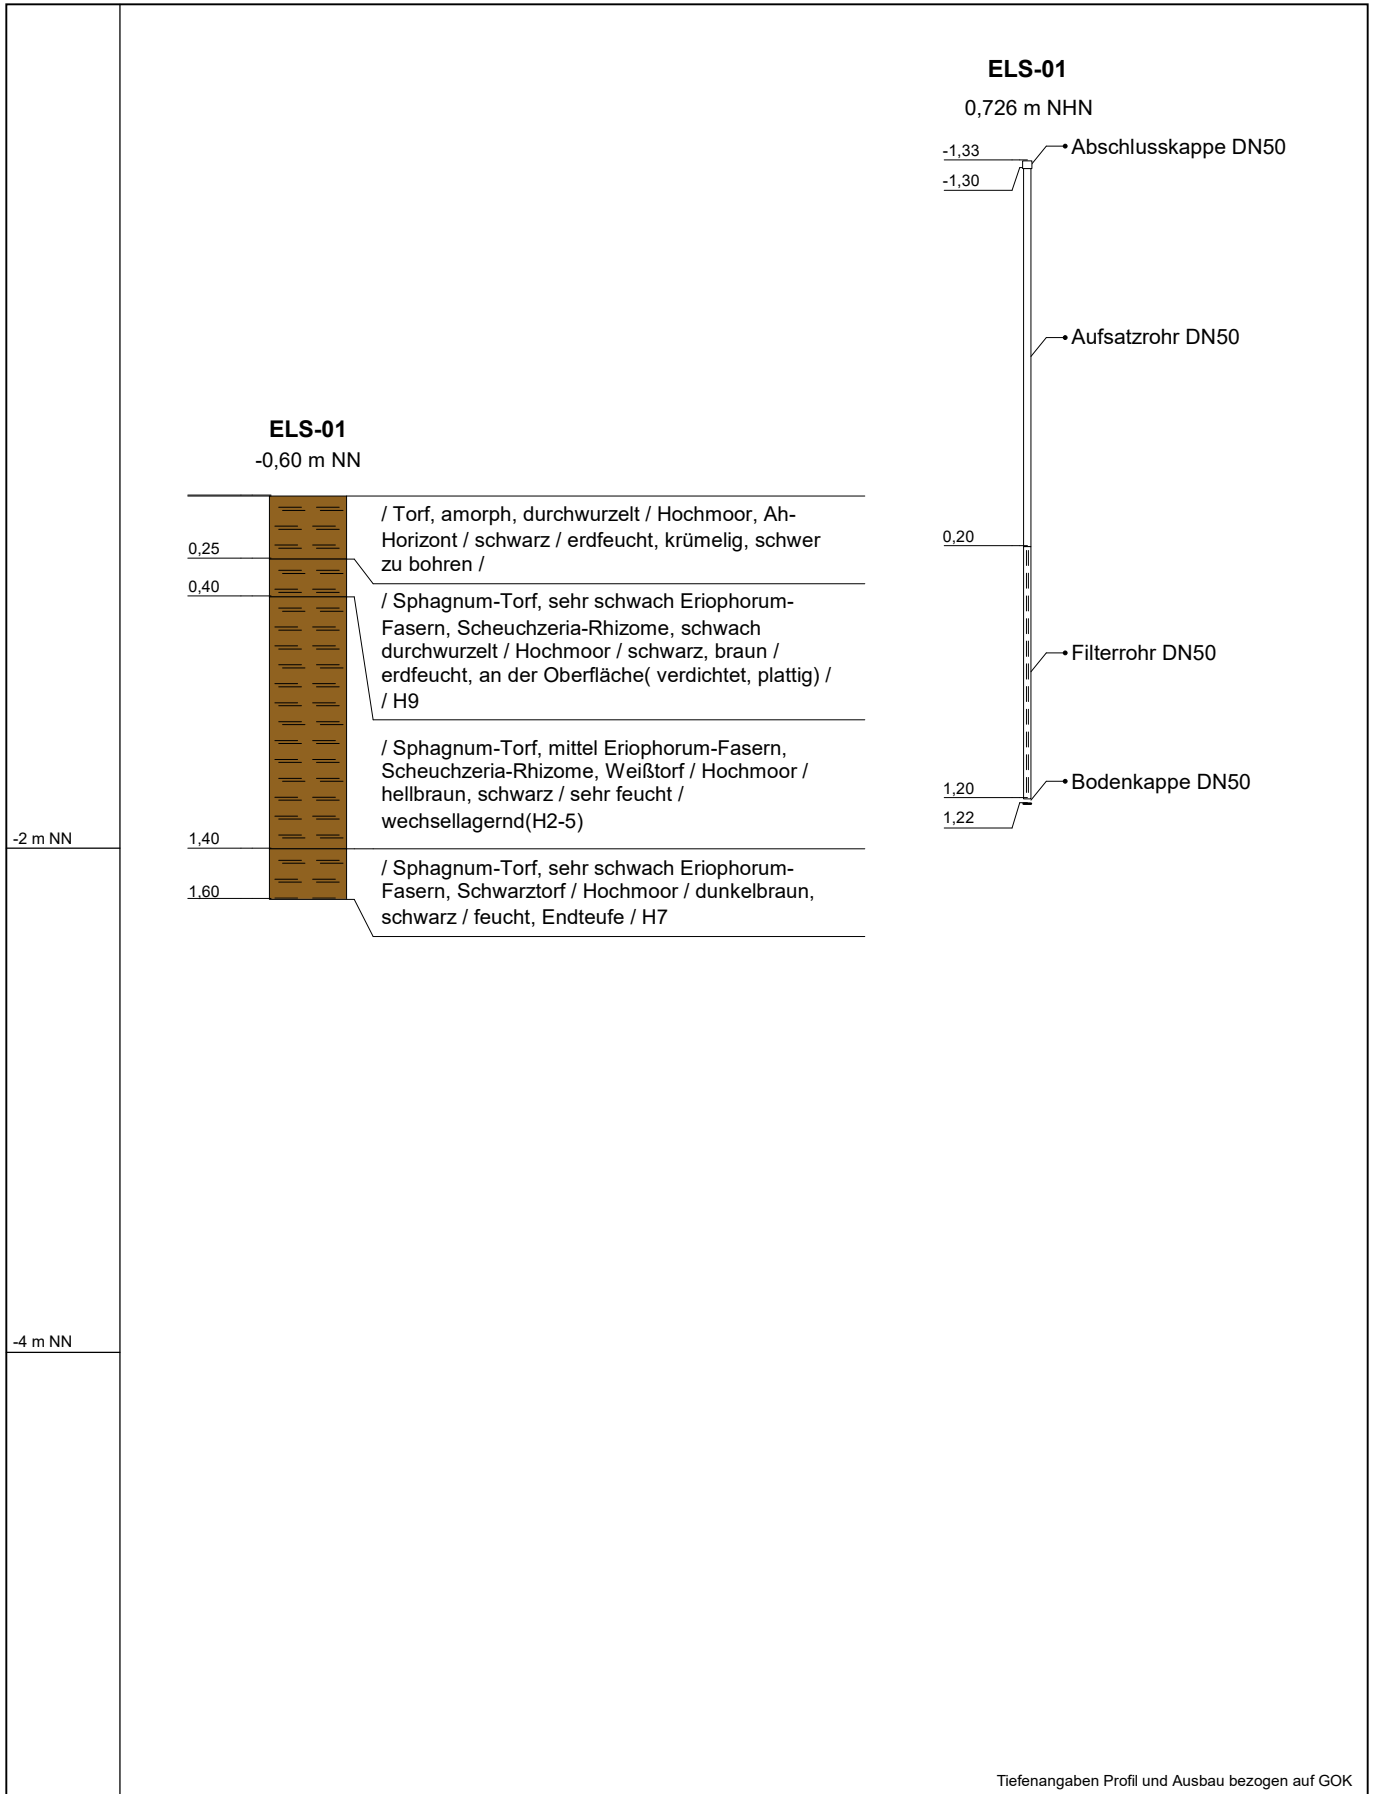 ELS-01
0,726 m NHN
-1,33
-1,30
Abschlusskappe DN50
Aufsatzrohr DN50
0,20
Filterrohr DN50
1,20
1,22
Bodenkappe DN50
ELS-01
-0,60 m NN
/ Torf, amorph, durchwurzelt / Hochmoor, Ah-
Horizont / schwarz / erdfeucht, krümelig, schwer
zu bohren /
0,25
0,40
/ Sphagnum-Torf, sehr schwach Eriophorum-
Fasern, Scheuchzeria-Rhizome, schwach
durchwurzelt / Hochmoor / schwarz, braun /
erdfeucht, an der Oberfläche( verdichtet, plattig) /
/ H9
/ Sphagnum-Torf, mittel Eriophorum-Fasern,
Scheuchzeria-Rhizome, Weißtorf / Hochmoor /
hellbraun, schwarz / sehr feucht /
wechsellagernd(H2-5)
-2 m NN
1,40
/ Sphagnum-Torf, sehr schwach Eriophorum-
Fasern, Schwarztorf / Hochmoor / dunkelbraun,
schwarz / feucht, Endteufe / H7
1,60
-4 m NN
Tiefenangaben Profil und Ausbau bezogen auf GOK